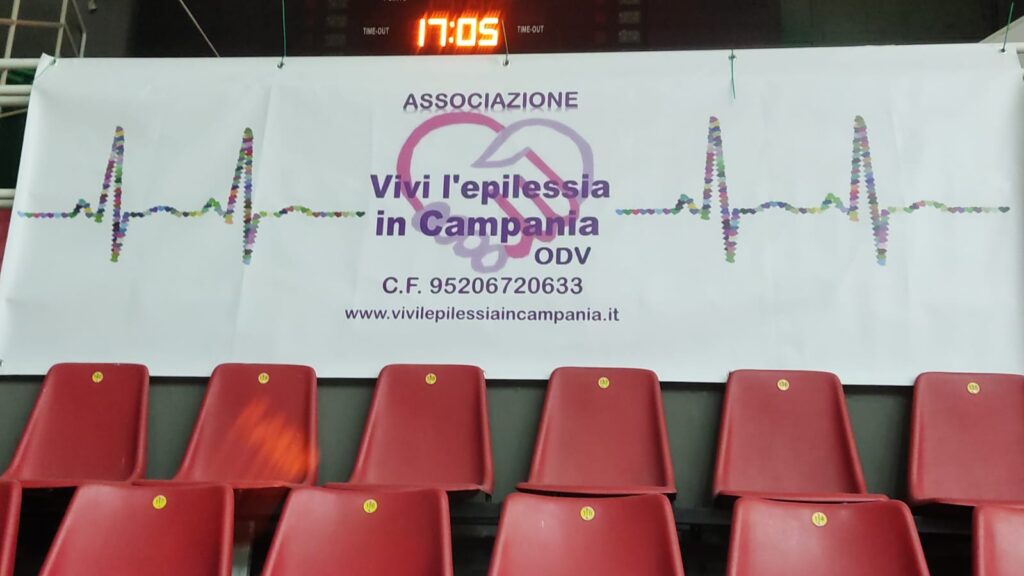 17:05
TIME-OUT TIME-OUT
ASSOCIAZIONE
Vivi l'epilessia
in Campania
ODV
C.F. 95206720633
www.vivilepilessiaincampania.it